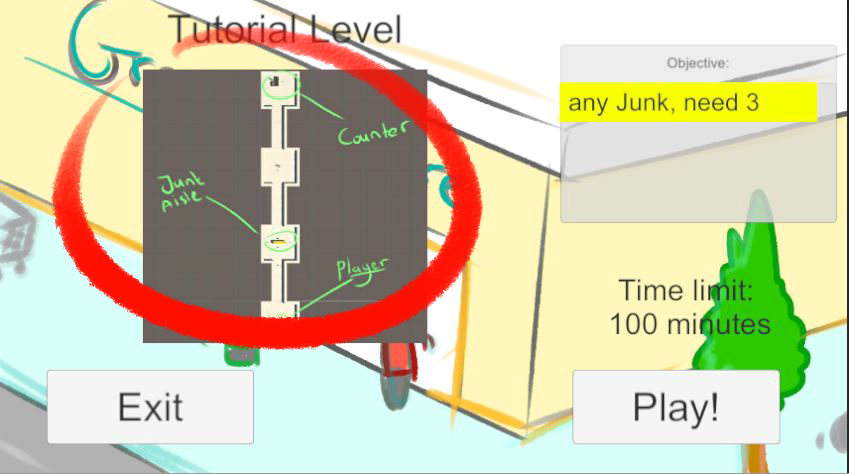 Tutorial Level
Objective:
any Junk, need 3
Counter
Junk
Aisle
Player
Time limit:
100 minutes
Exit
Play!